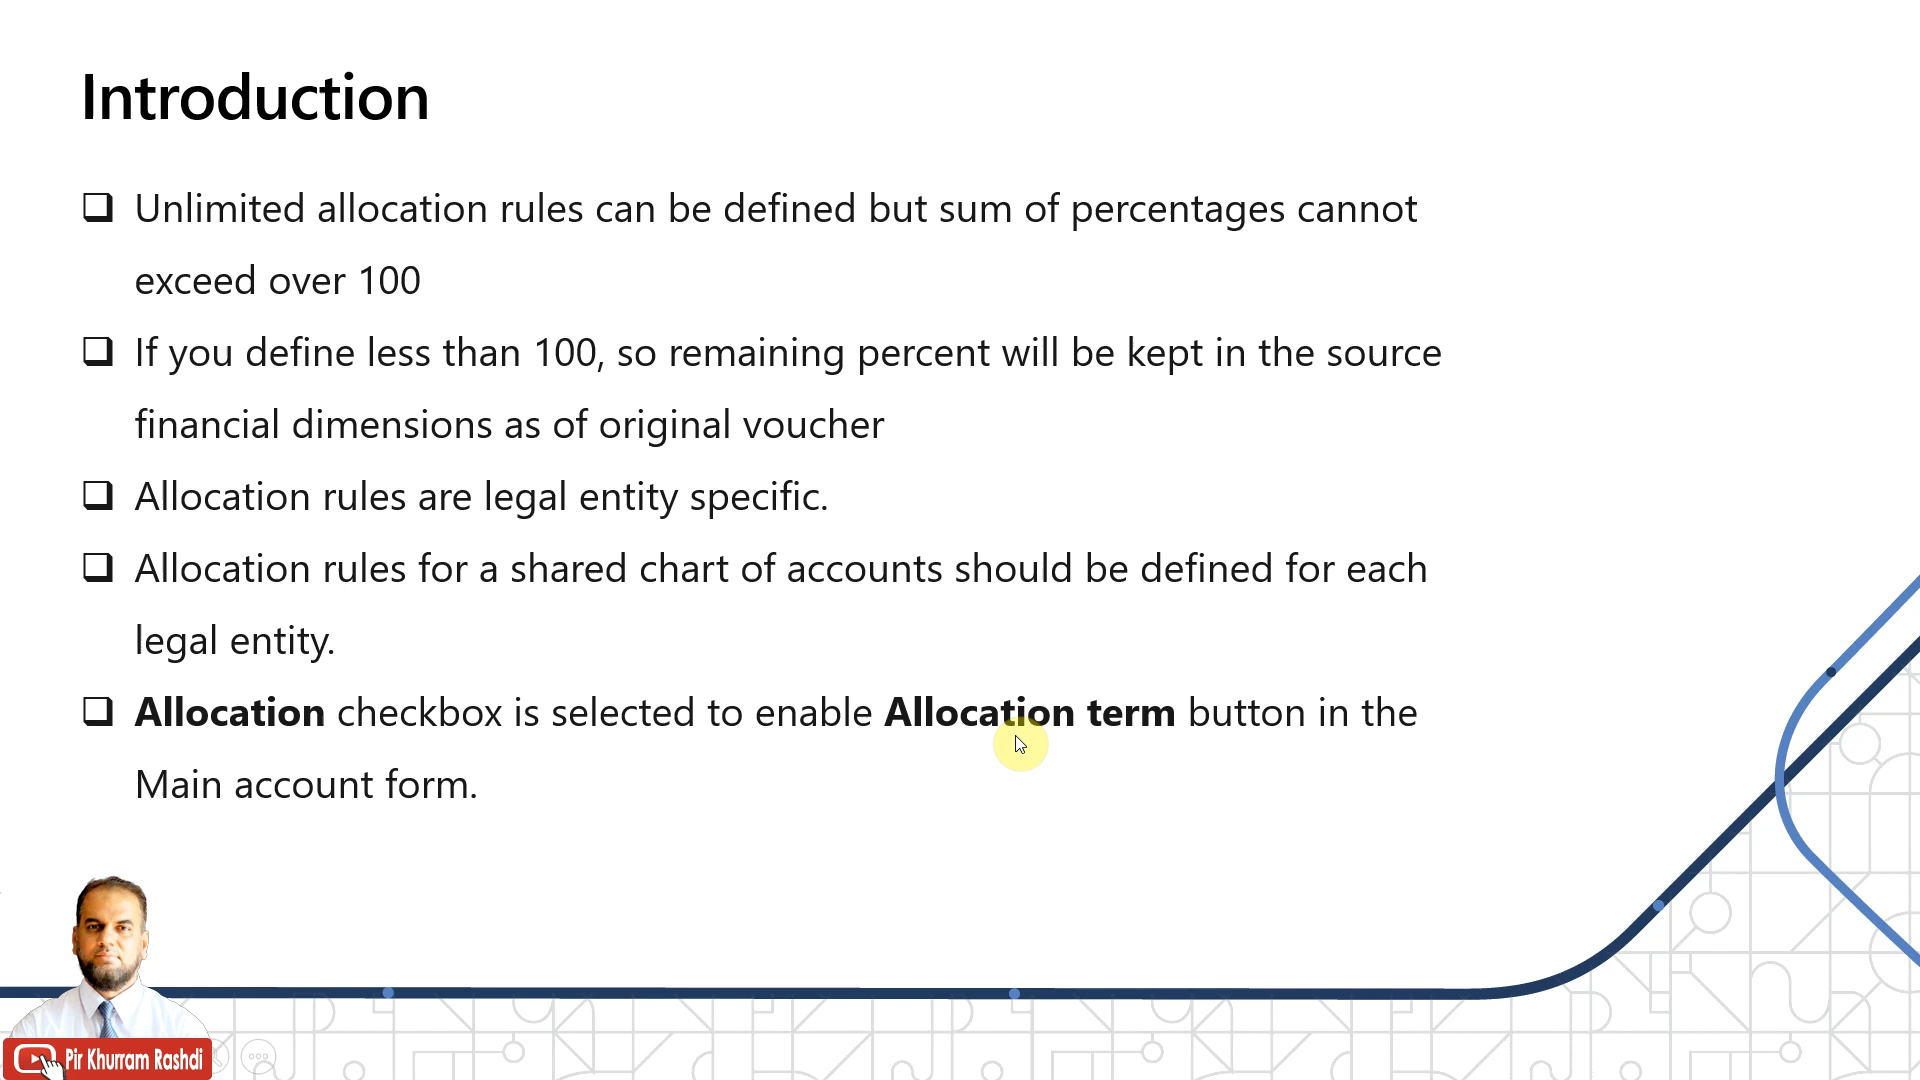 Introduction
Unlimited allocation rules can be defined but sum of percentages cannot
exceed over 100
If you define less than 100, so remaining percent will be kept in the source
financial dimensions as of original voucher
Allocation rules are legal entity specific.
Allocation rules for a shared chart of accounts should be defined for each
legal entity.
Allocation checkbox is selected to enable Allocation term button in the
Main account form.
Pir Khurram Rashdi